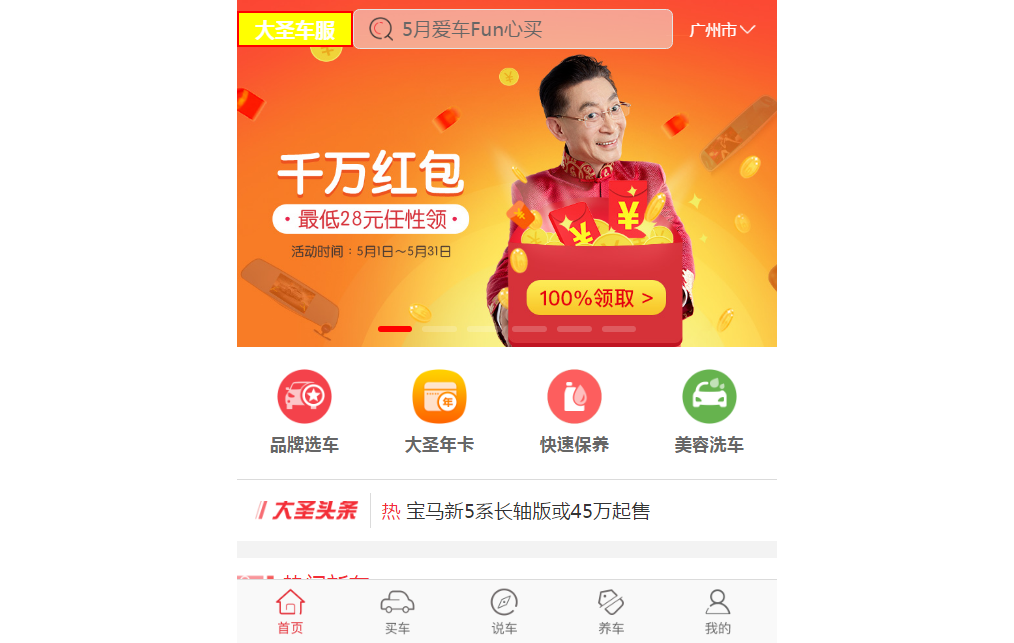 大圣车服
5月爱车Fun心买
广州市
千万红包
·最低28元任性领·
活动时间：5月1日～5月31日
¥
¥
¥
100%领取 >
年
品牌选车
大圣年卡
快速保养
美容洗车
大圣头条
热 宝马新5系长轴版或45万起售
首页
买车
说车
养车
我的